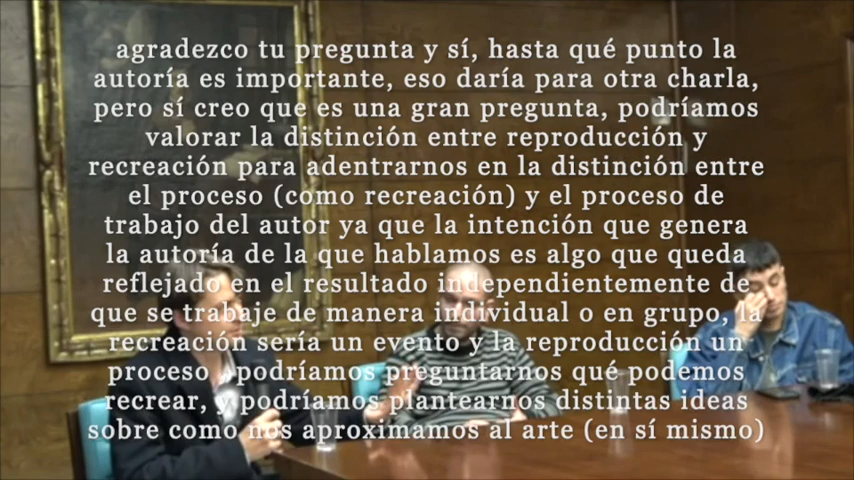 agradezco tu pregunta y sí, hasta qué punto la
autoría es importante, eso daría para otra charla,
pero sí creo que es una gran pregunta, podríamos
valorar la distinción entre reproducción y
recreación para adentrarnos en la distinción entre
el proceso (como recreación) y el proceso de
trabajo del autor ya que la intención que genera
la autoría de la que hablamos es algo que queda
reflejado en el resultado independientemente de
que se trabaje de manera individual o en grupo, la
recreación sería un evento y la reproducción un
proceso , podríamos preguntarnos qué podemos
recrear, y podríamos plantearnos distintas ideas
sobre como nos aproximamos al arte (en sí mismo)